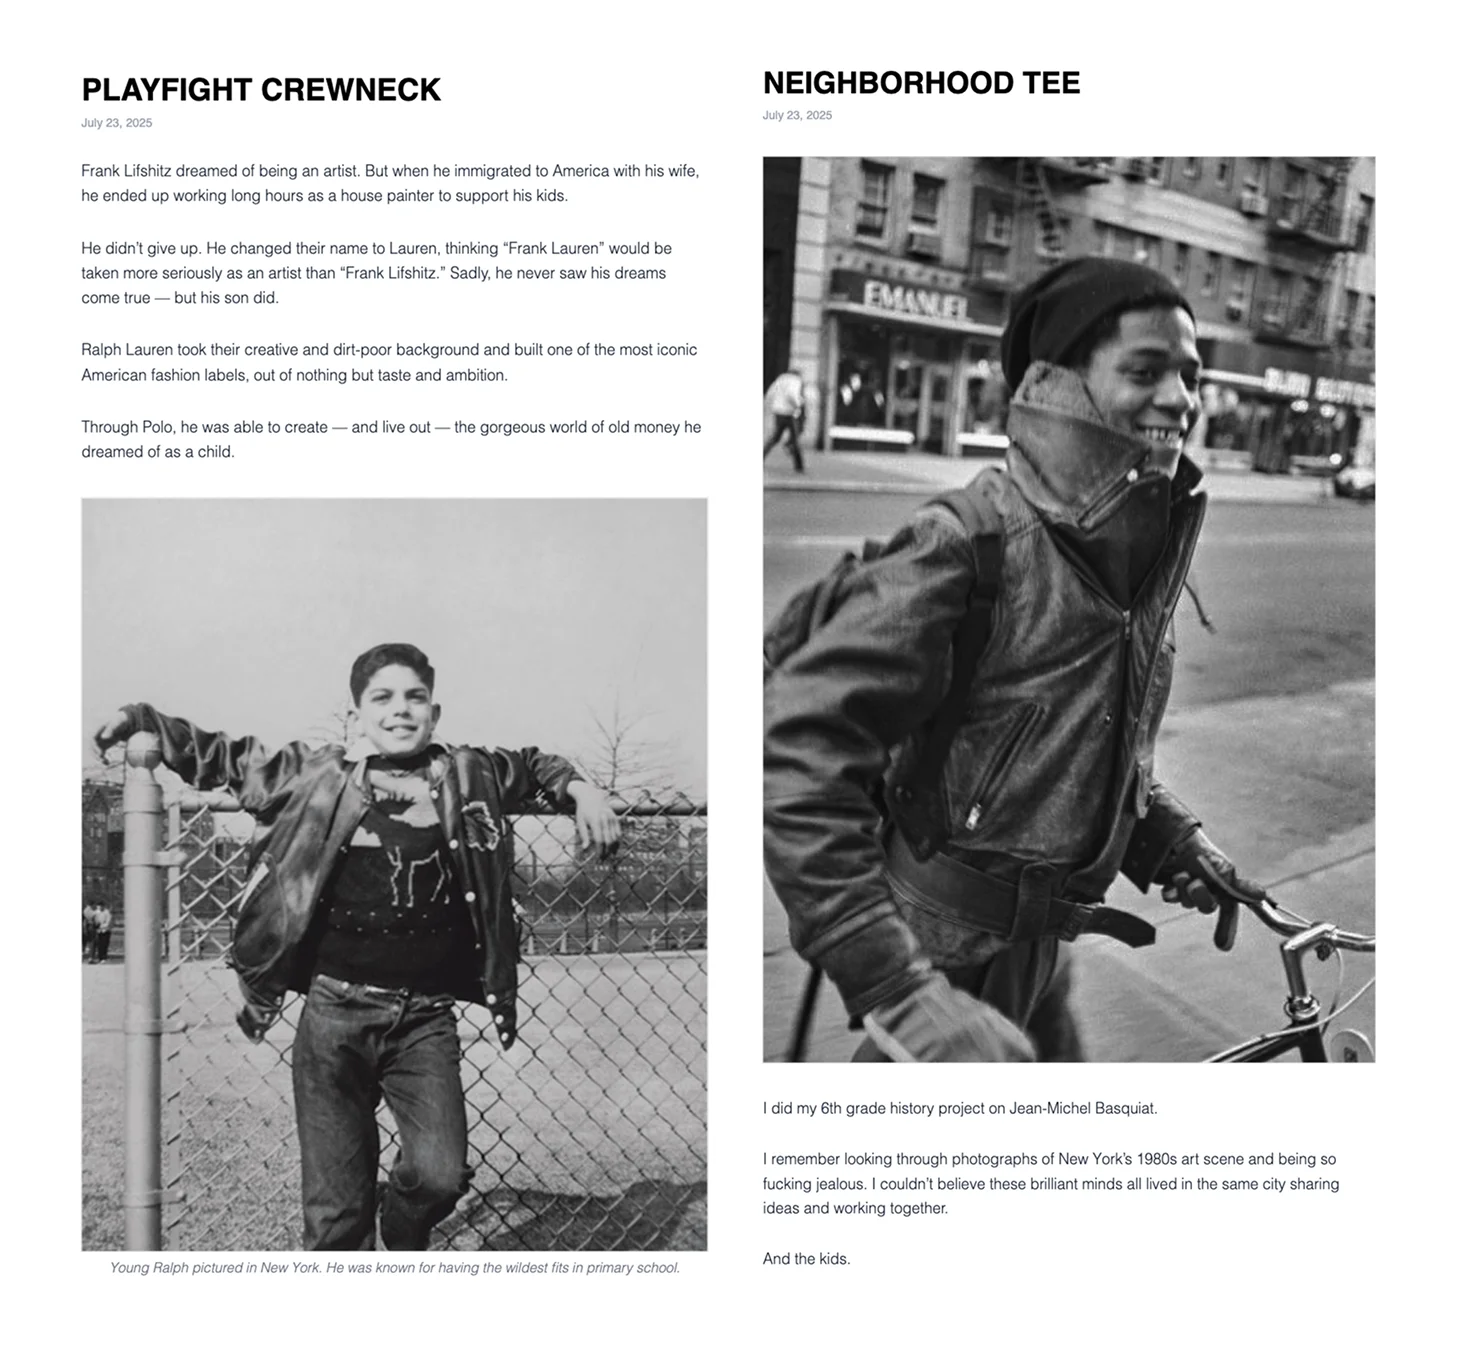 PLAYFIGHT CREWNECK
July 23, 2025
Frank Lifshitz dreamed of being an artist. But when he immigrated to America with his wife,
he ended up working long hours as a house painter to support his kids.
He didn’t give up. He changed their name to Lauren, thinking “Frank Lauren” would be
taken more seriously as an artist than “Frank Lifshitz.” Sadly, he never saw his dreams
come true — but his son did.
Ralph Lauren took their creative and dirt-poor background and built one of the most iconic
American fashion labels, out of nothing but taste and ambition.
Through Polo, he was able to create — and live out — the gorgeous world of old money he
dreamed of as a child.
Young Ralph pictured in New York. He was known for having the wildest fits in primary school.
NEIGHBORHOOD TEE
July 23, 2025
EMANUEL
I did my 6th grade history project on Jean-Michel Basquiat.
I remember looking through photographs of New York’s 1980s art scene and being so
fucking jealous. I couldn’t believe these brilliant minds all lived in the same city sharing
ideas and working together.
And the kids.